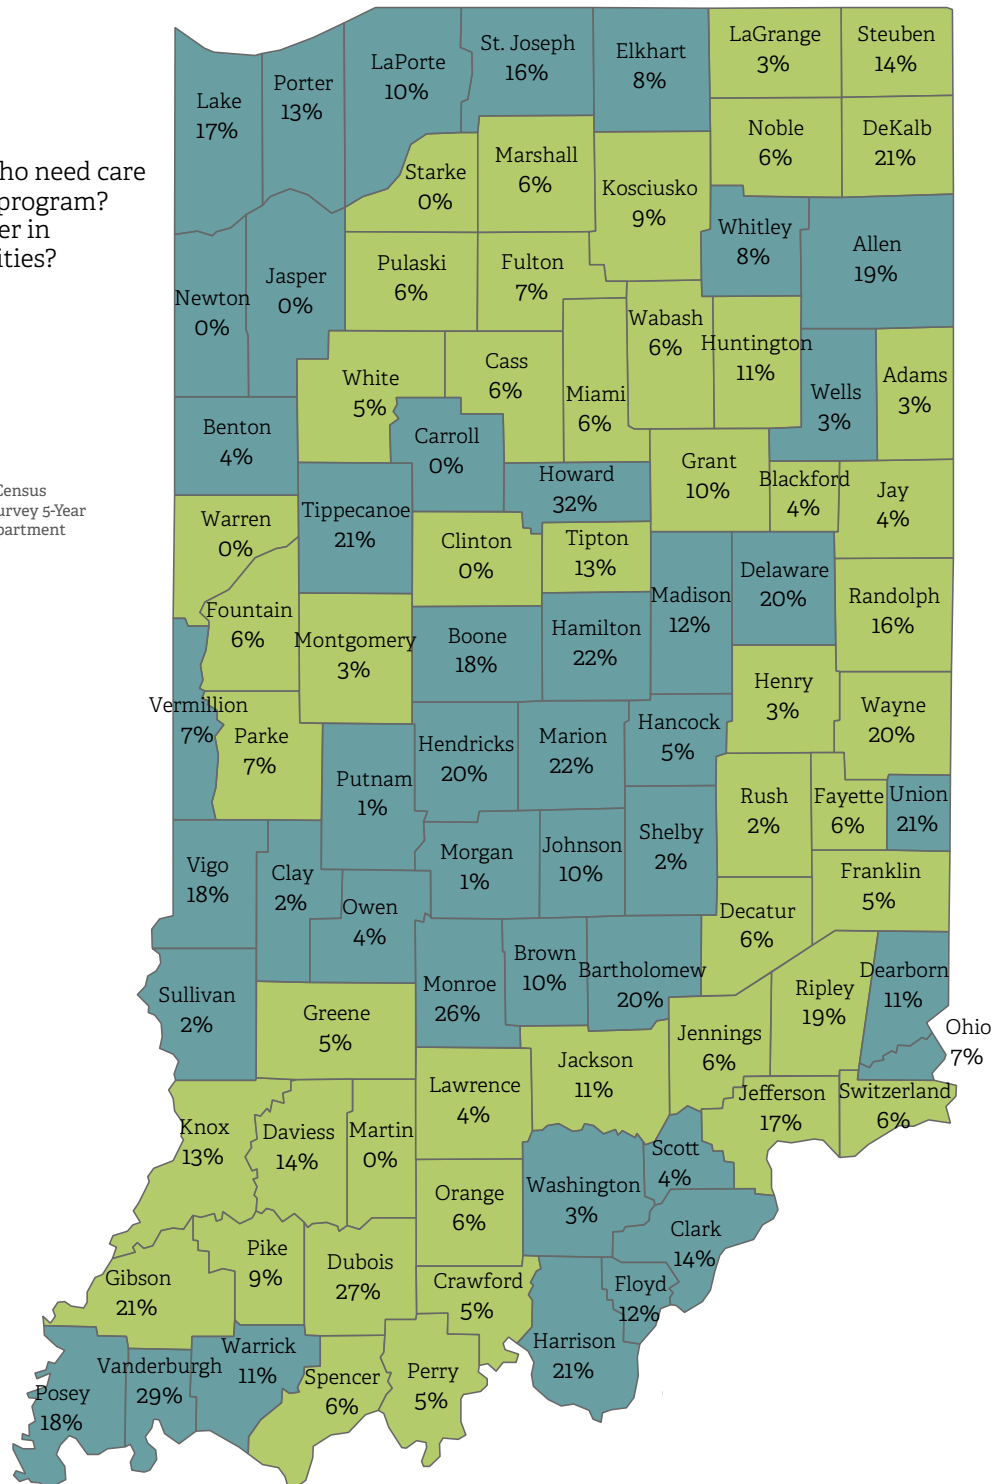 ho need care
program?
er in
ities?
Census
urvey 5-Year
partment
LaGrange
3%
Steuben
14%
St. Joseph
16%
Elkhart
8%
LaPorte
10%
Porter
13%
Lake
17%
Noble
6%
DeKalb
21%
Marshall
6%
Starke
0%
Kosciusko
9%
Whitley
8%
Allen
19%
Pulaski
6%
Fulton
7%
Jasper
0%
Newton
0%
Wabash
6%
Huntington
11%
Cass
6%
White
5%
Miami
6%
Wells
3%
Adams
3%
Benton
4%
Carroll
0%
Grant
10%
Howard
32%
Blackford
4%
Jay
4%
Tippecanoe
21%
Warren
0%
Clinton
0%
Tipton
13%
Delaware
20%
Madison
12%
Randolph
16%
Fountain
6%
Montgomery
3%
Boone
18%
Hamilton
22%
Henry
3%
Vermillion
7%
Parke
7%
Wayne
20%
Hancock
5%
Marion
22%
Hendricks
20%
Putnam
1%
Rush
2%
Fayette
6%
Union
21%
Shelby
2%
Johnson
10%
Morgan
1%
Vigo
18%
Clay
2%
Franklin
5%
Owen
4%
Decatur
6%
Brown
10%
Bartholomew
20%
Dearborn
11%
Monroe
26%
Ripley
19%
Sullivan
2%
Greene
5%
Jennings
6%
Ohio
7%
Jackson
11%
Lawrence
4%
Jefferson
17%
Switzerland
6%
Knox
13%
Daviess
14%
Martin
0%
Scott
4%
Washington
3%
Orange
6%
Clark
14%
Pike
9%
Dubois
27%
Gibson
21%
Crawford
5%
Floyd
12%
Harrison
21%
Warrick
11%
Vanderburgh
29%
Spencer
6%
Perry
5%
Posey
18%